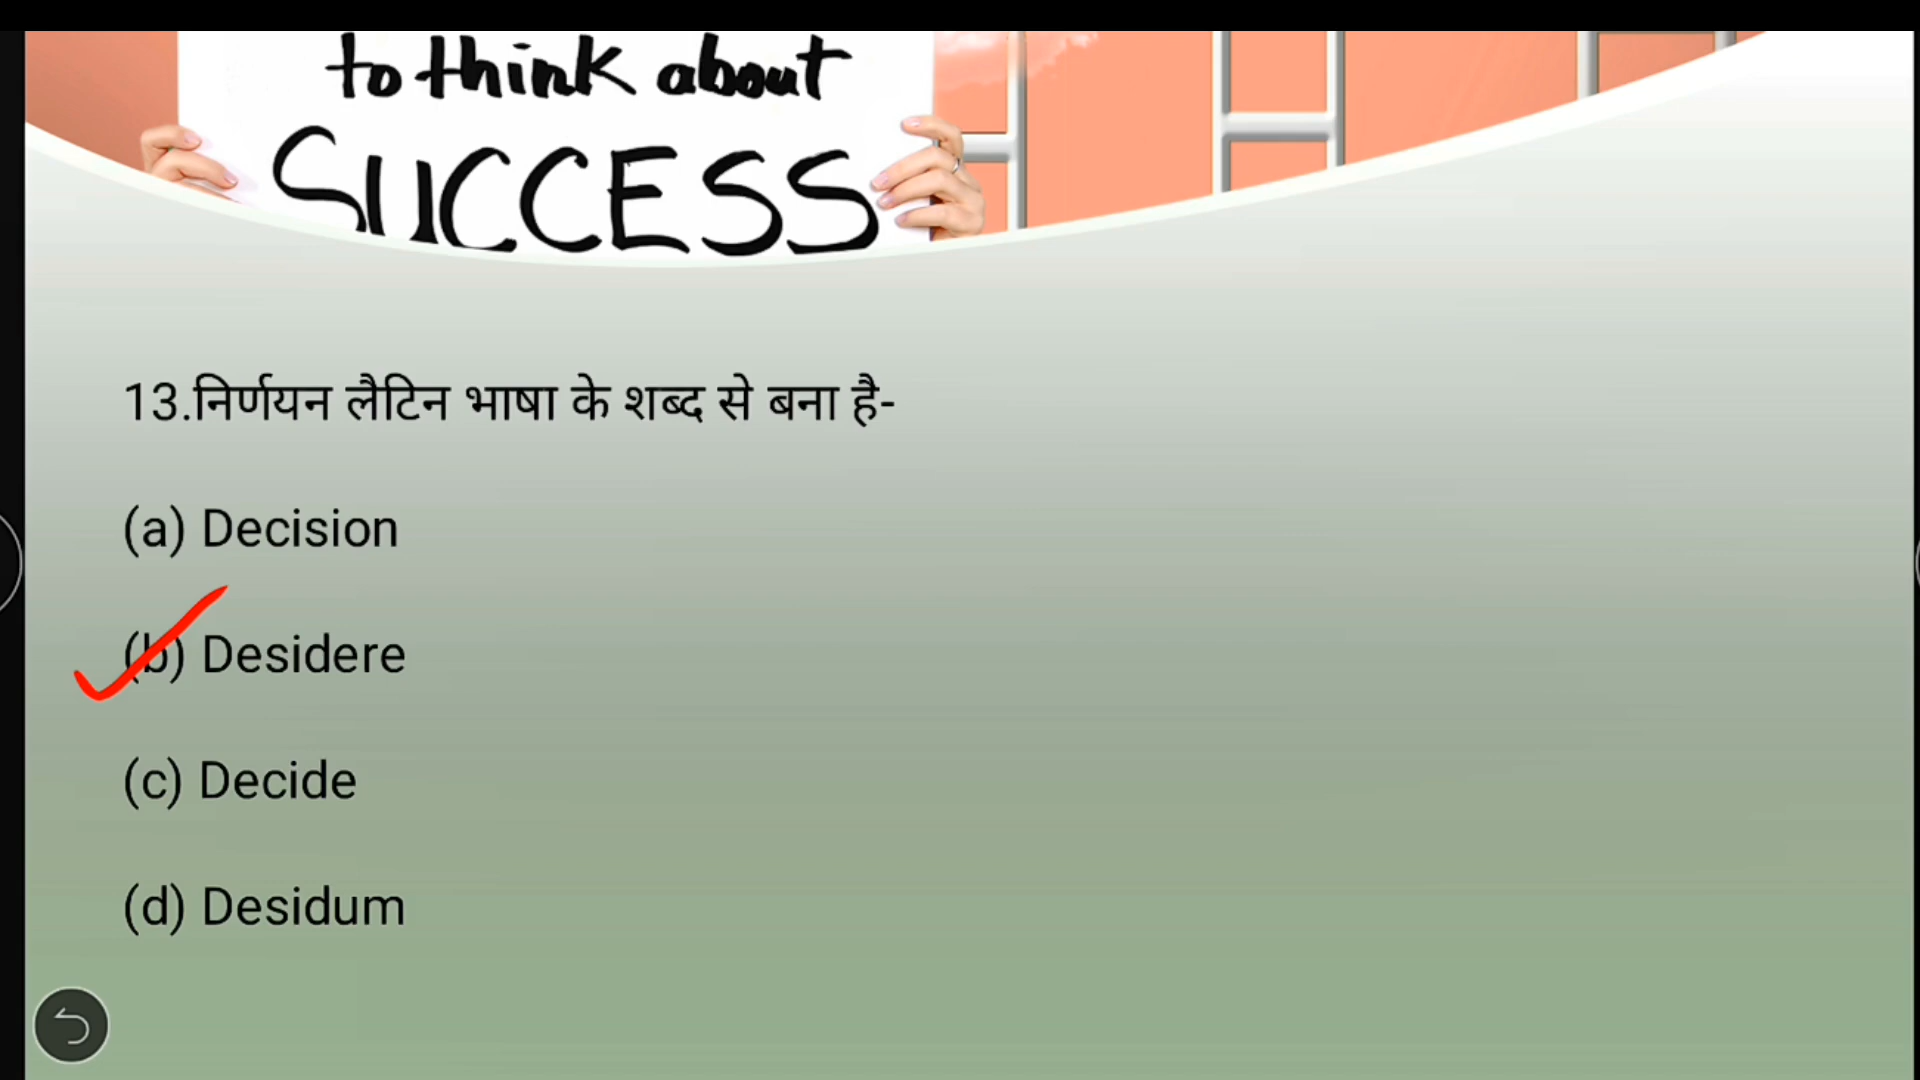 to think about
SUCCESS
13.निर्णयन लैटिन भाषा के शब्द से बना है-
(a) Decision
(b) Desidere
(c) Decide
(d) Desidum